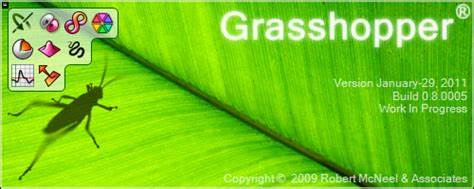 Grasshopper®
Version January-29, 2011
Build 0.8.0005
Work In Progress
Copyright © 2009 Robert McNeel & Associates